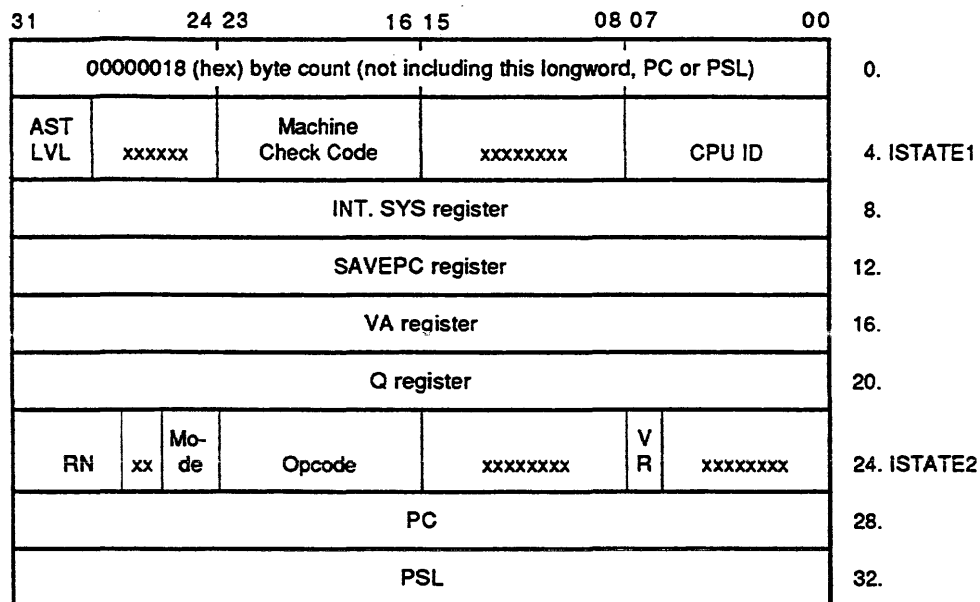 31 24 23 16 15 08 07 00
00000018 (hex) byte count (not including this longword, PC or PSL) 0.
AST LVL xxxxxx Machine Check Code xxxxxxxx CPU ID 4. ISTATE1
INT. SYS register 8.
SAVEPC register 12.
VA register 16.
Q register 20.
RN xx Mo- de Opcode xxxxxxxx V R xxxxxxxx 24. ISTATE2
PC 28.
PSL 32.